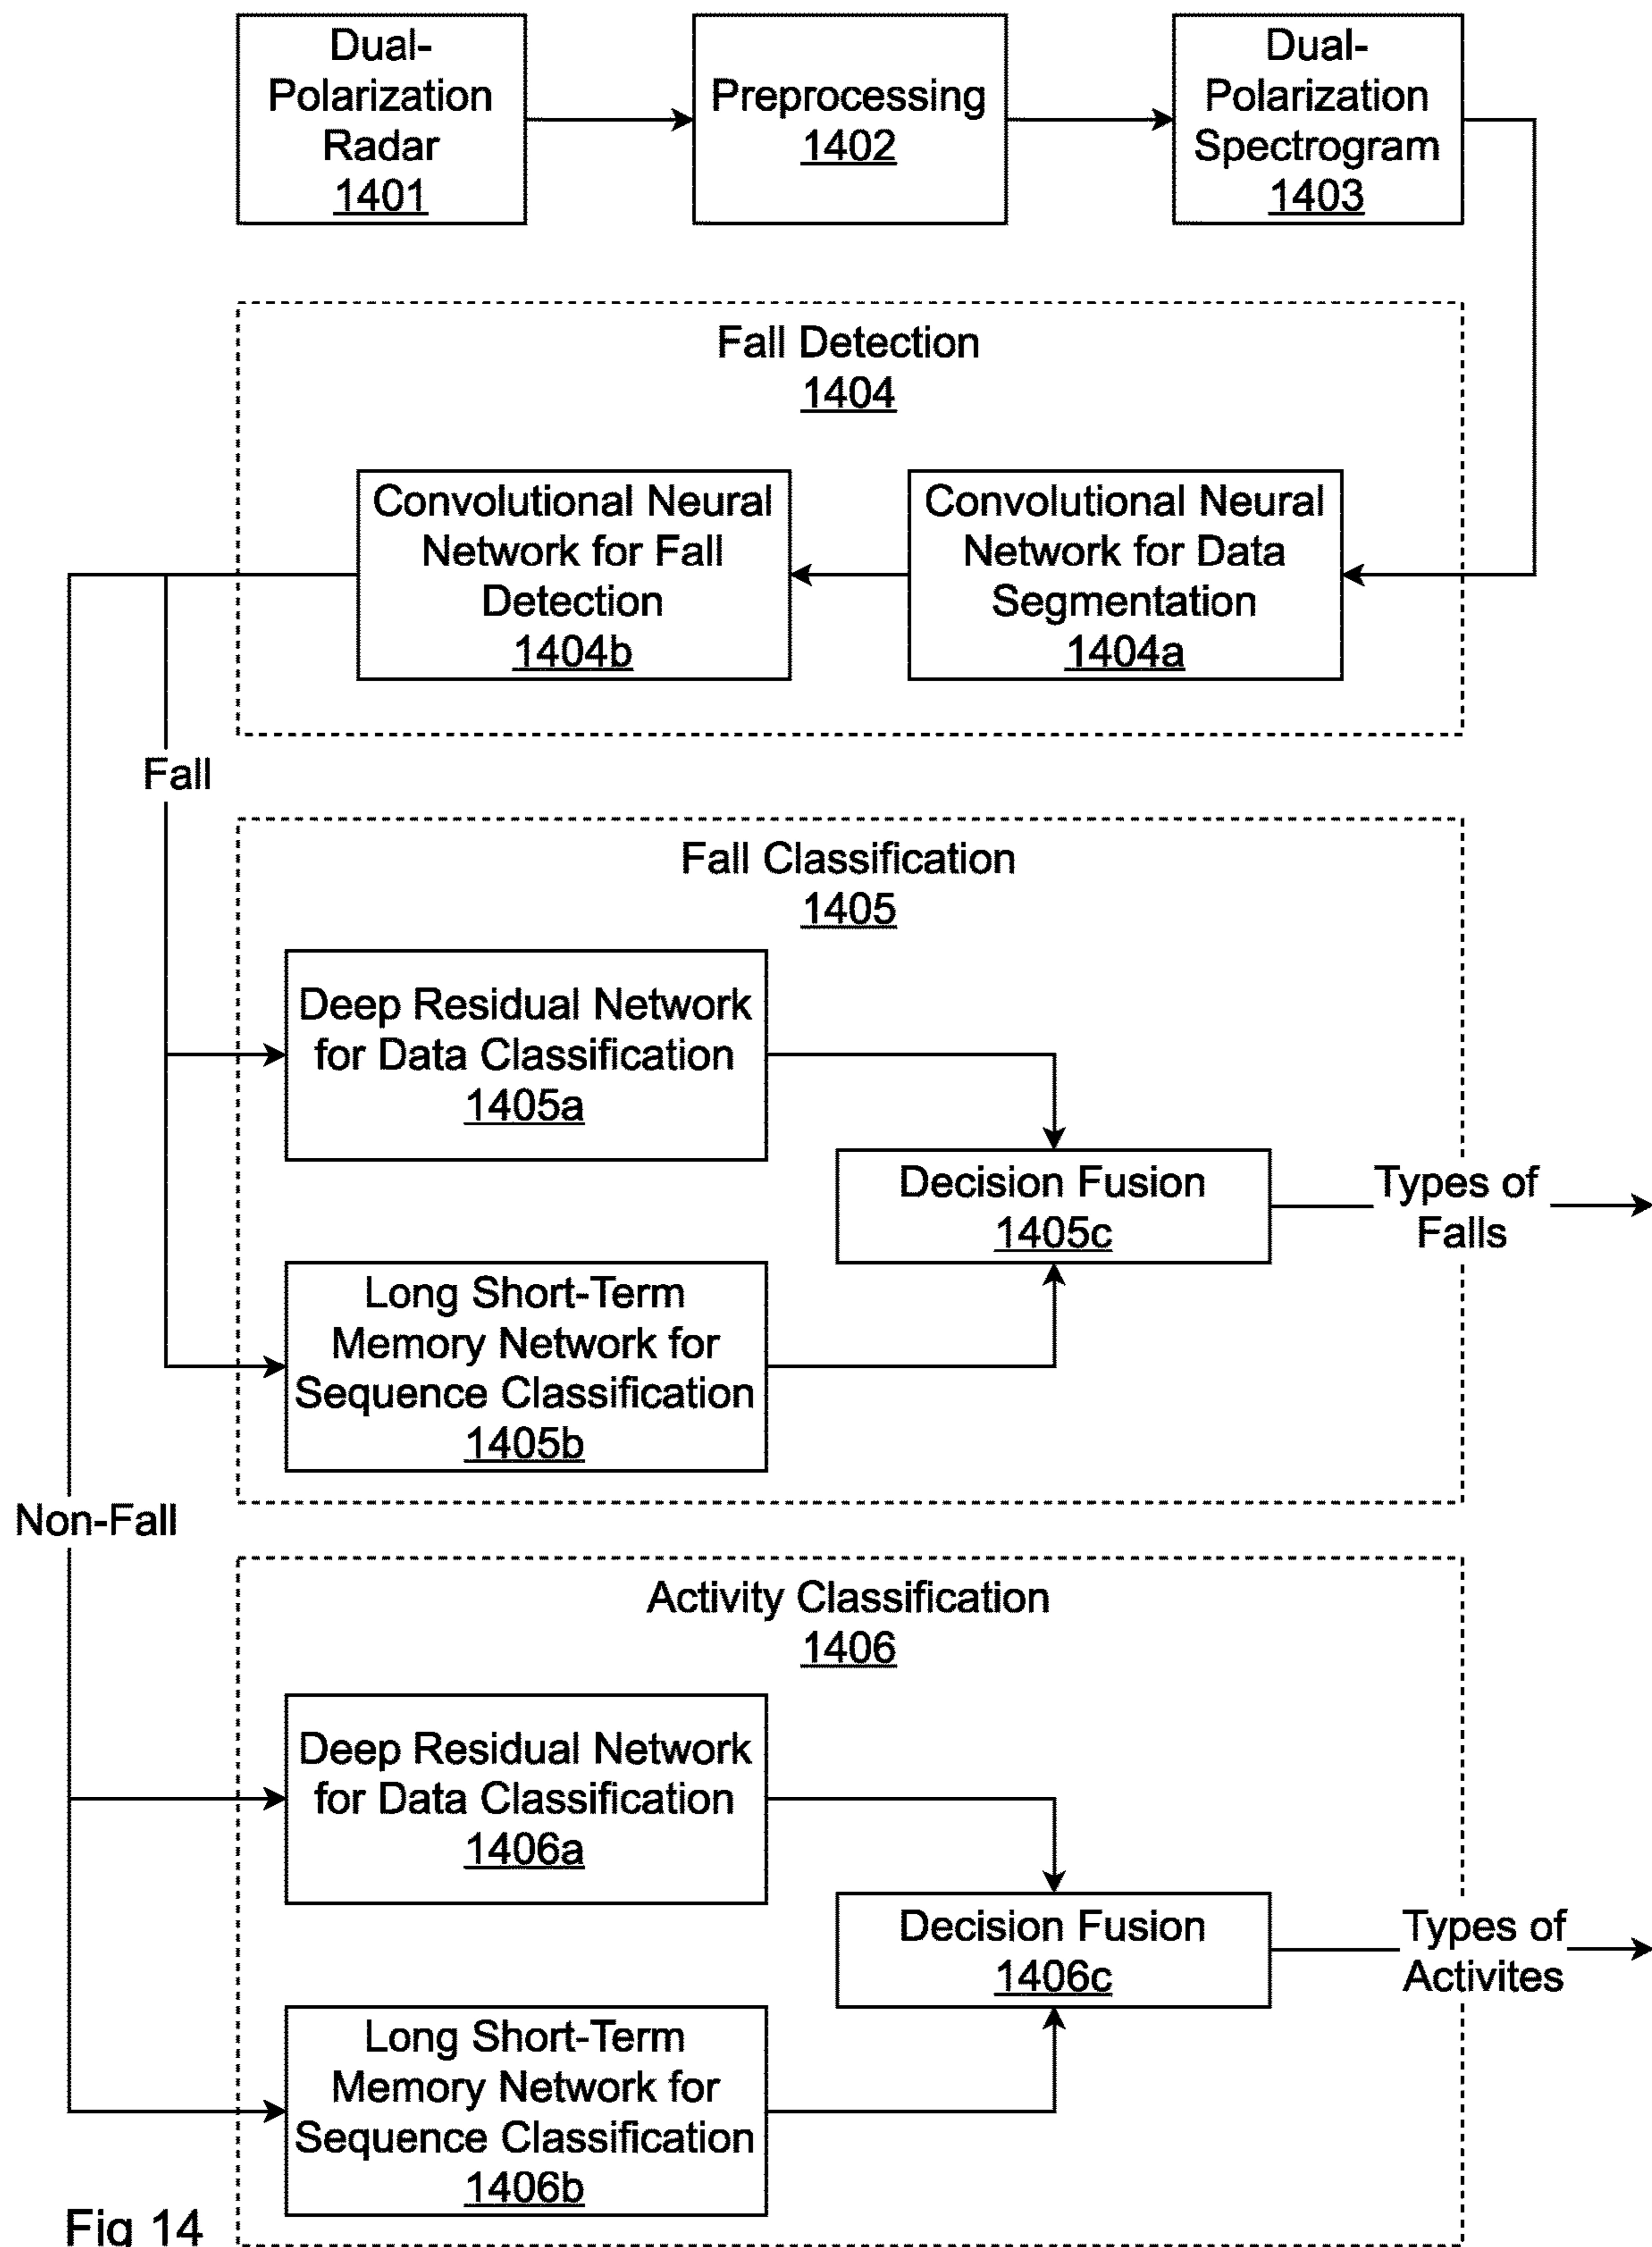 Dual-
Polarization
Radar
1401
Preprocessing
1402
Dual-
Polarization
Spectrogram
1403
Fall Detection
1404
Convolutional Neural
Network for Fall
Detection
1404b
Convolutional Neural
Network for Data
Segmentation
1404a
Fall
Fall Classification
1405
Deep Residual Network
for Data Classification
1405a
Decision Fusion
1405c
Types of
Falls
Long Short-Term
Memory Network for
Sequence Classification
1405b
Non-Fall
Activity Classification
1406
Deep Residual Network
for Data Classification
1406a
Decision Fusion
1406c
Types of
Activites
Long Short-Term
Memory Network for
Sequence Classification
1406b
Fig 14